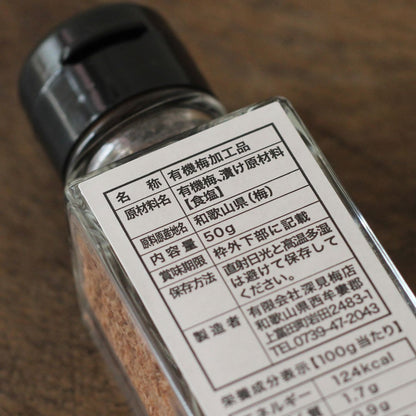 名 称 有機梅加工品
原材料名 有機梅、漬け原材料
【食塩】
原料原産地名 和歌山県(梅)
内容量 50g
賞味期限 枠外下部に記載
保存方法 直射日光と高温多湿
は避けて保存して
ください。
製造者 有限会社深見梅店
和歌山県西牟婁郡
上富田町岩田2483-1
TEL0739-47-2043
栄養成分表示【100g当たり】
ネルギー 124kcal
1.7g